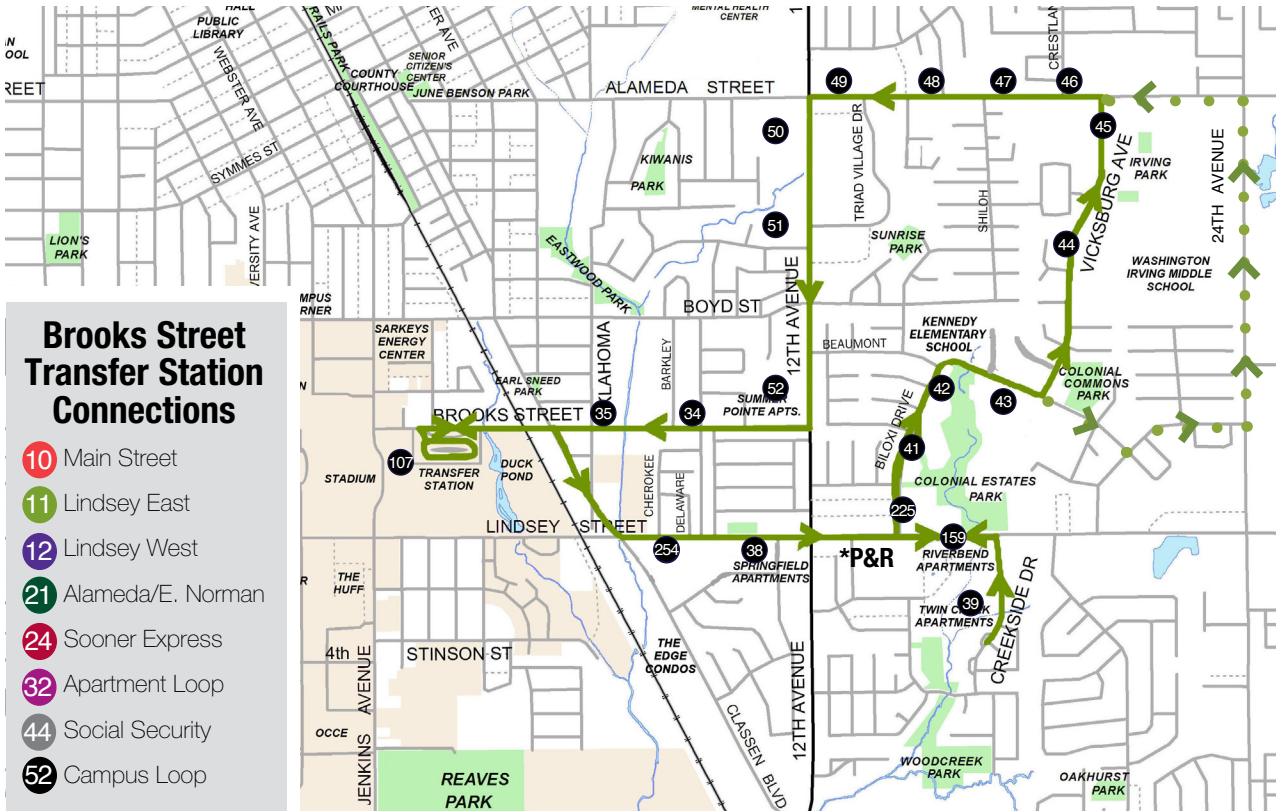 HALL
PUBLIC
LIBRARY
WEBSTER AVE
SYMMES ST
COUNTY
COURTHOUSE
SENIOR
CITIZEN'S
CENTER
JUNE BENSON PARK
MENTAL HEALTH
CENTER
ALAMEDA STREET
KIWANIS
PARK
EASTWOOD PARK
LION'S
PARK
BOYD ST
SARKEYS
ENERGY
CENTER
EARL SNEED
PARK
BROOKS STREET
BARKLEY
12TH AVENUE
SUMMER
POINTE APTS.
STADIUM
TRANSFER
STATION
DUCK
POND
CHEROKEE
DELAWARE
LINDSEY STREET
SPRINGFIELD
APARTMENTS
*P&R
THE
HUFF
4th
STINSON ST
THE
EDGE
CONDOS
JENKINS AVENUE
OCCE
REAVES
PARK
CLASSEN BLVD
12TH AVENUE
TRIAD VILLAGE DR
SHILOH
SUNRISE
PARK
BEAUMONT
KENNEDY
ELEMENTARY
SCHOOL
BILOXI DRIVE
COLONIAL ESTATES
PARK
COLONIAL
COMMONS
PARK
VICKSBURG AVE
IRVING
PARK
24TH AVENUE
WASHINGTON
IRVING MIDDLE
SCHOOL
RIVERBEND
APARTMENTS
TWIN CREEK
APARTMENTS
CREEKSIDE DR
WOODCREEK
PARK
OAKHURST
PARK
49
48
47
46
45
44
43
42
41
225
159
39
38
254
50
51
52
34
35
107
Brooks Street
Transfer Station
Connections
10 Main Street
11 Lindsey East
12 Lindsey West
21 Alameda/E. Norman
24 Sooner Express
32 Apartment Loop
44 Social Security
52 Campus Loop